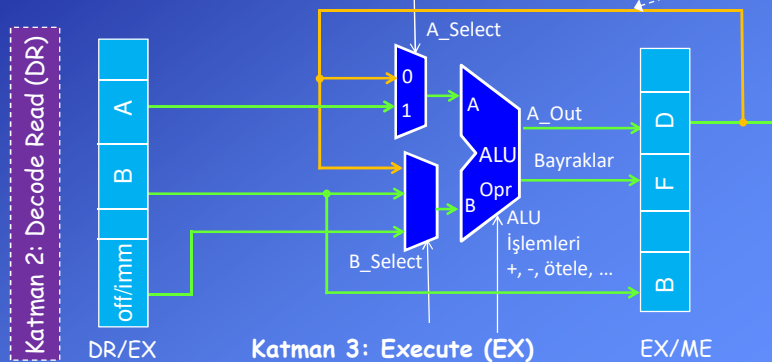 Katman 2: Decode Read (DR)
A
B
off/imm
DR/EX
A_Select
0
1
B_Select
A
ALU
Opr
B
A_Out
Bayraklar
ALU
İşlemleri
+, -, ötele, ...
Katman 3: Execute (EX)
D
F
B
EX/ME